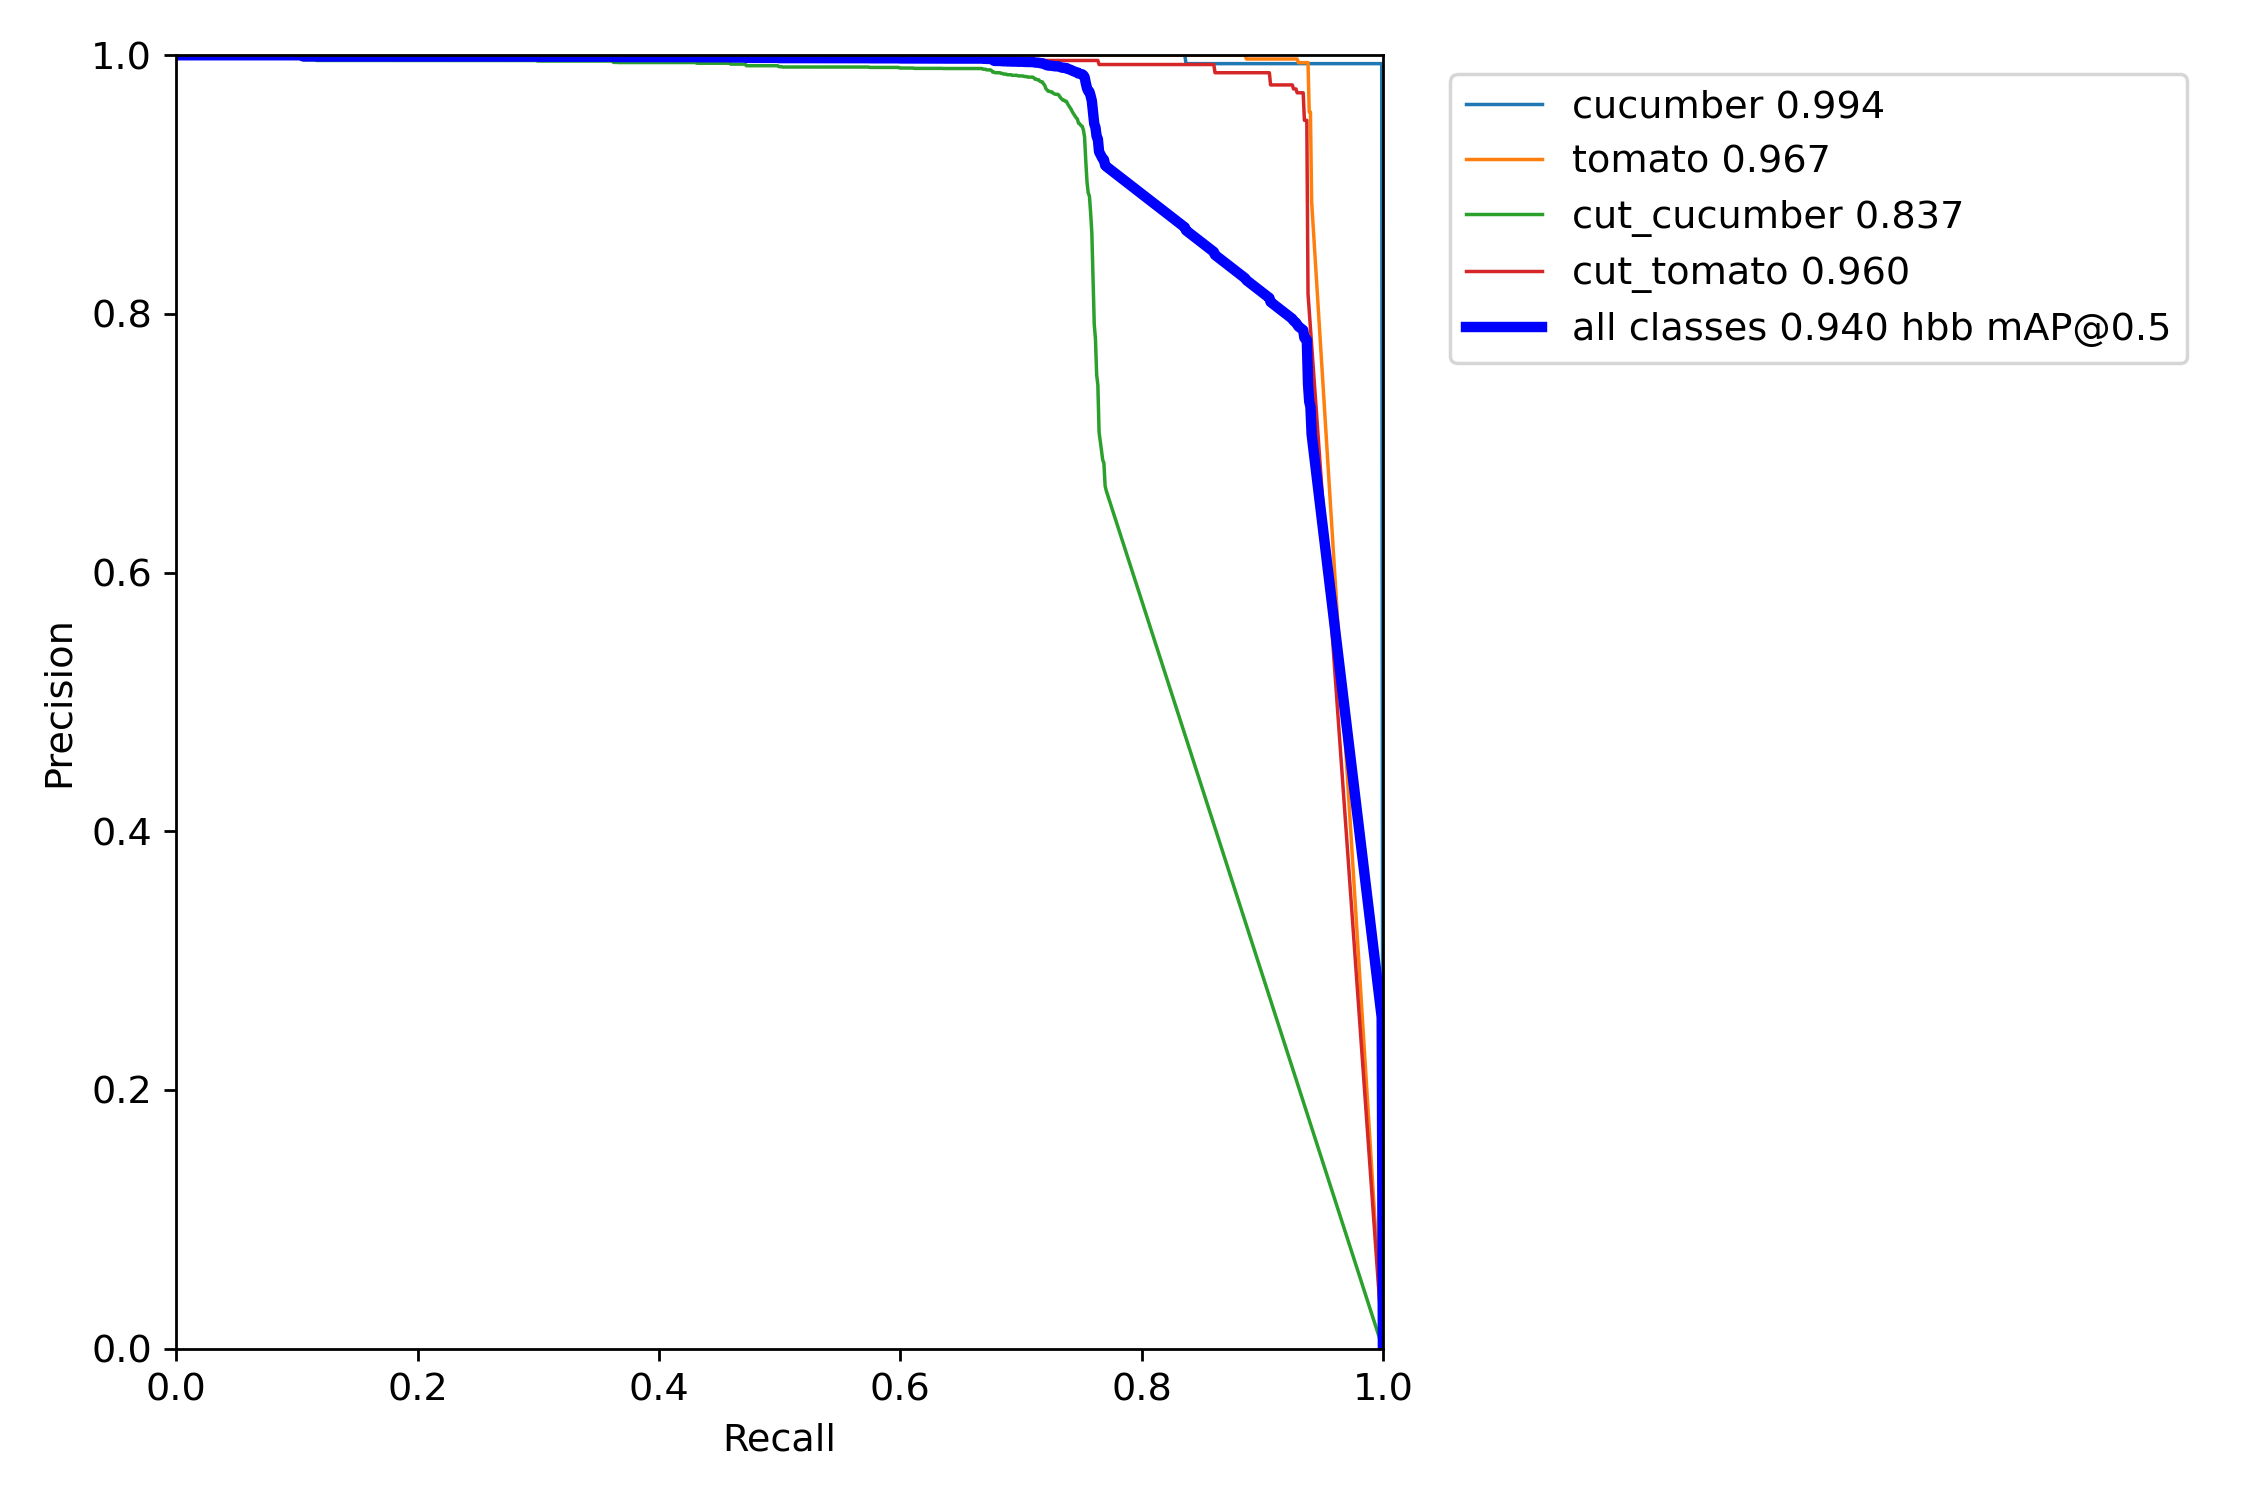 1.0
0.8
0.6
0.4
0.2
0.0
Precision
0.0 0.2 0.4 0.6 0.8 1.0
Recall
cucumber 0.994
tomato 0.967
cut_cucumber 0.837
cut_tomato 0.960
all classes 0.940 hbb mAP@0.5